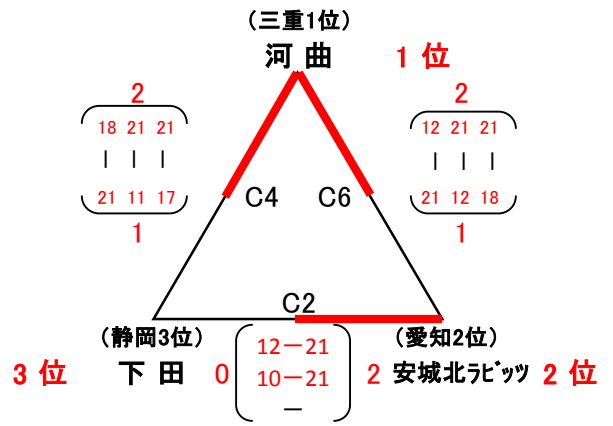 (三重1位)
河 曲 1 位
2 2
18 21 21 12 21 21
| | | | | |
21 11 17 21 12 18
1 1
C4 C6
C2
(静岡3位) (愛知2位)
12－21
3 位 下 田 0 2 安城北ﾗﾋﾞｯﾂ 2 位
10－21
－